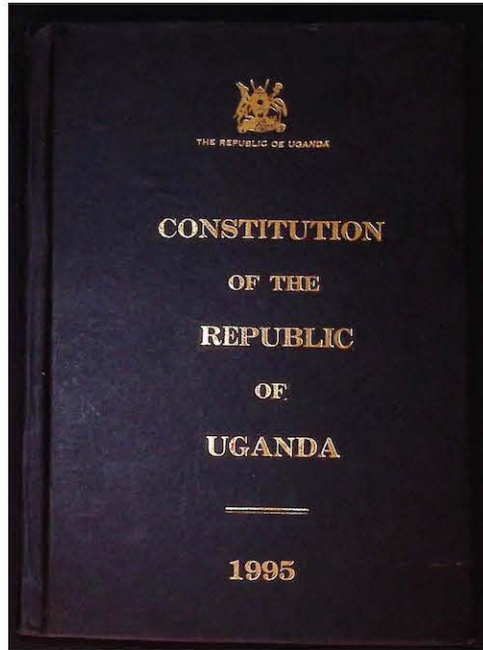 THE REPUBLIC OF UGANDA
CONSTITUTION
OF THE
REPUBLIC
OF
UGANDA
1995